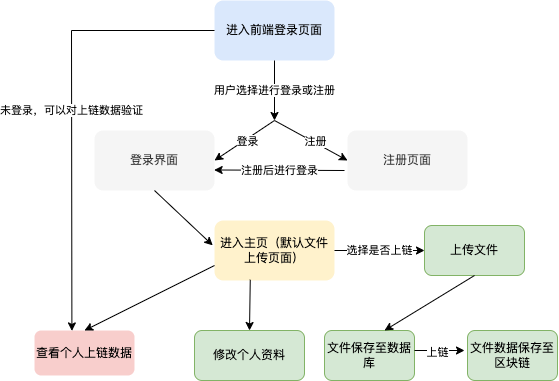 进入前端登录页面
用户选择进行登录或注册
未登录，可以对上链数据验证
登录
注册
登录界面
注册后进行登录
注册页面
进入主页（默认文件
上传页面）
选择是否上链
上传文件
查看个人上链数据
修改个人资料
文件保存至数据
库
上链
文件数据保存至
区块链